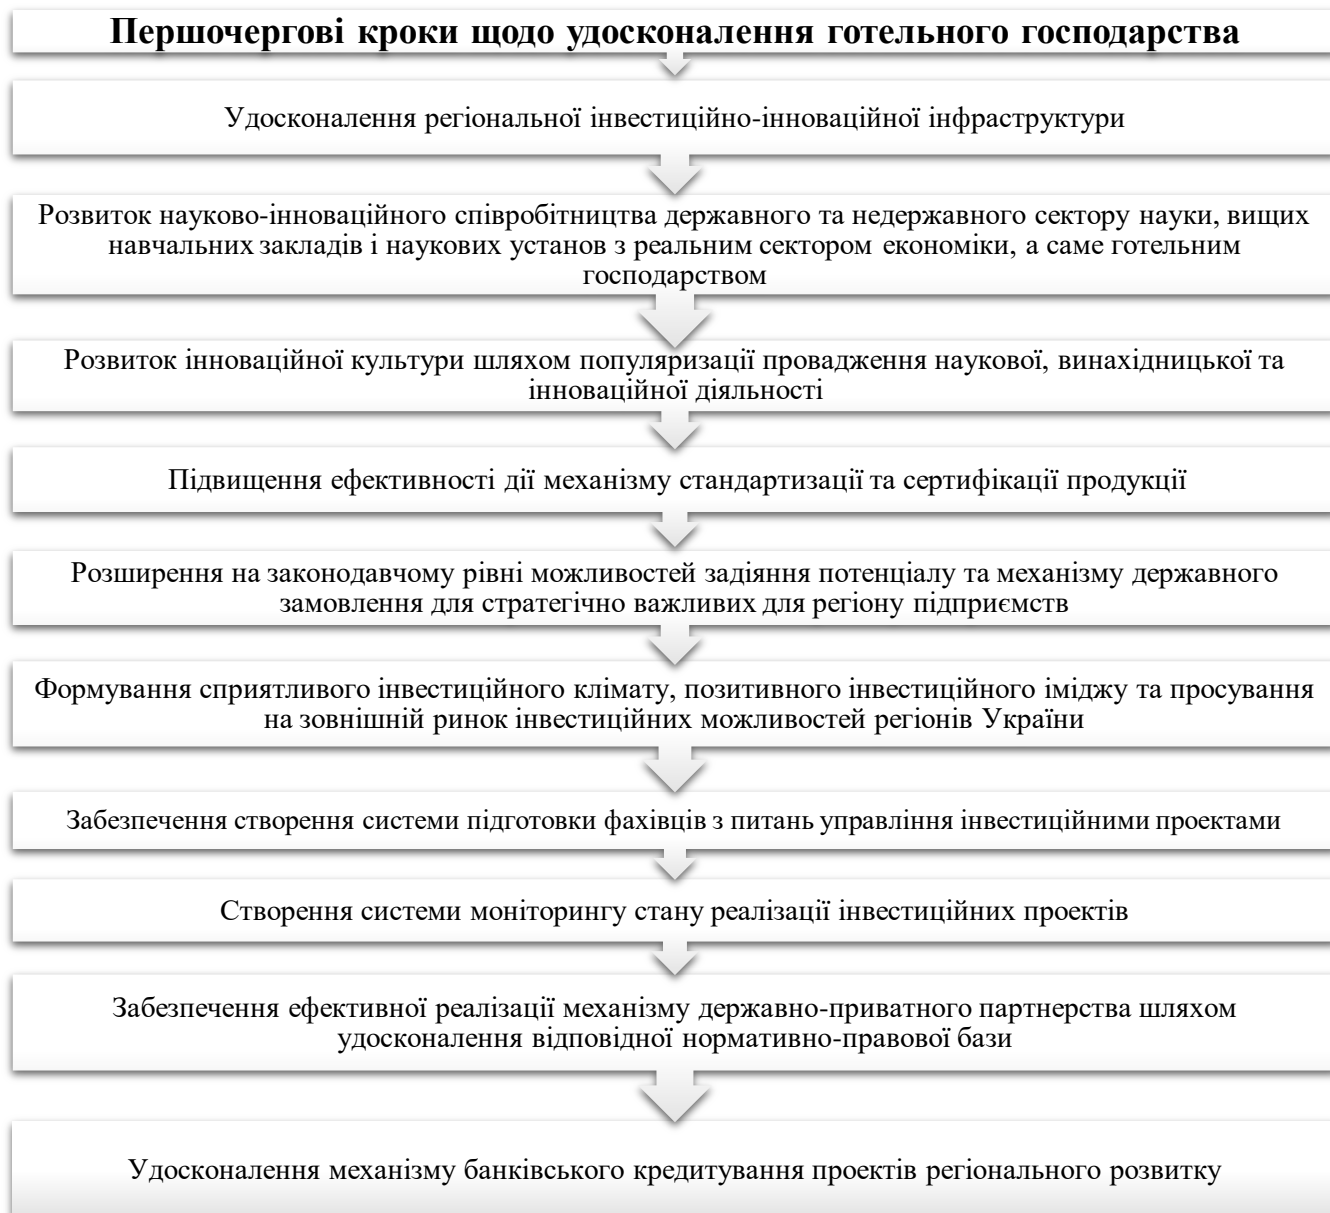 Першочергові кроки щодо удосконалення готельного господарства
Удосконалення регіональної інвестиційно-інноваційної інфраструктури
Розвиток науково-інноваційного співробітництва державного та недержавного сектору науки, вищих
навчальних закладів і наукових установ з реальним сектором економіки, а саме готельним
господарством
Розвиток інноваційної культури шляхом популяризації провадження наукової, винахідницької та
інноваційної діяльності
Підвищення ефективності дії механізму стандартизації та сертифікації продукції
Розширення на законодавчому рівні можливостей задіяння потенціалу та механізму державного
замовлення для стратегічно важливих для регіону підприємств
Формування сприятливого інвестиційного клімату, позитивного інвестиційного іміджу та просування
на зовнішній ринок інвестиційних можливостей регіонів України
Забезпечення створення системи підготовки фахівців з питань управління інвестиційними проектами
Створення системи моніторингу стану реалізації інвестиційних проектів
Забезпечення ефективної реалізації механізму державно-приватного партнерства шляхом
удосконалення відповідної нормативно-правової бази
Удосконалення механізму банківського кредитування проектів регіонального розвитку